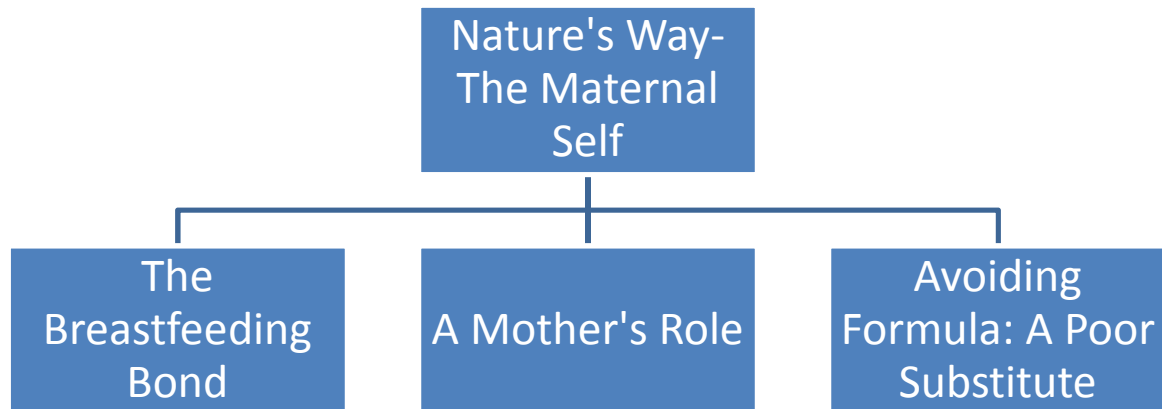 Nature's Way-
The Maternal
Self
The
Breastfeeding
Bond
A Mother's Role
Avoiding
Formula: A Poor
Substitute